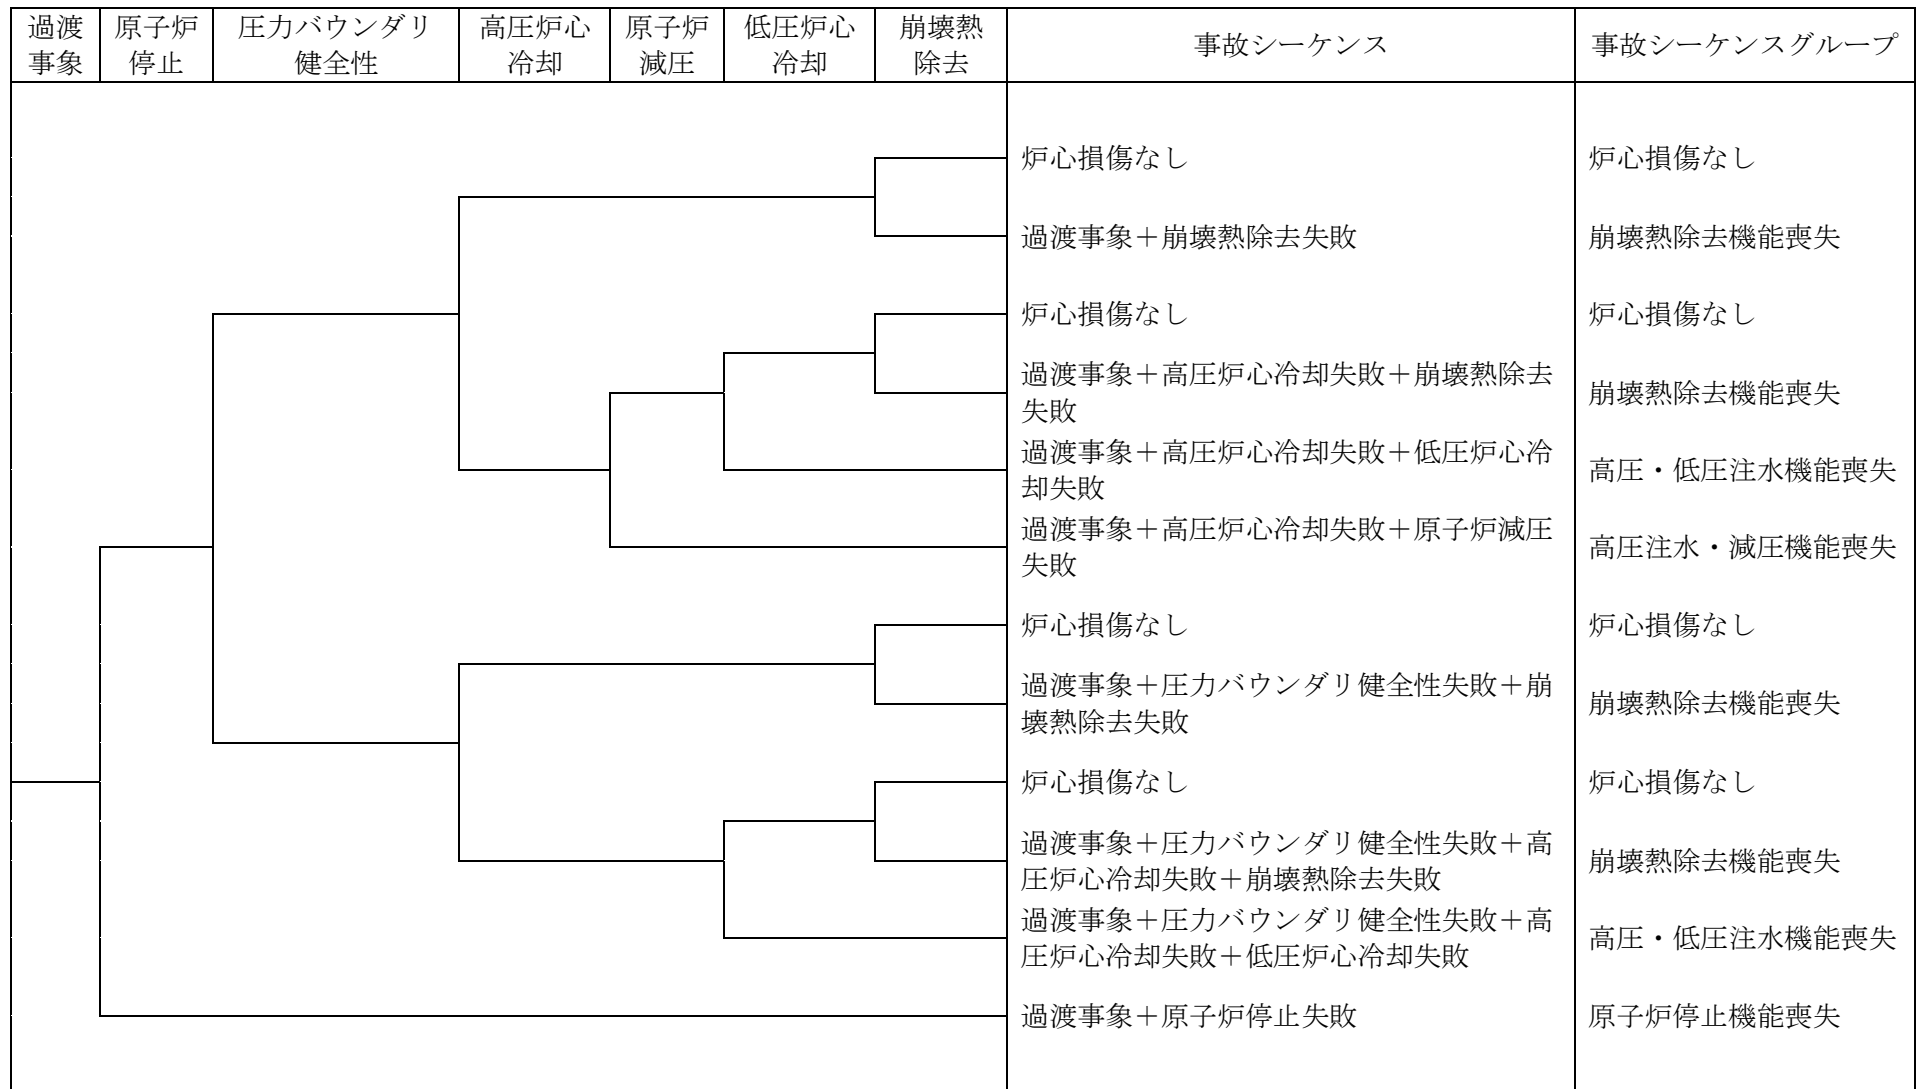 過渡
事象
原子炉
停止
圧力バウンダリ
健全性
高圧炉心
冷却
原子炉
減圧
低圧炉心
冷却
崩壊熱
除去
事故シーケンス
事故シーケンスグループ
炉心損傷なし
炉心損傷なし
過渡事象＋崩壊熱除去失敗
崩壊熱除去機能喪失
炉心損傷なし
炉心損傷なし
過渡事象＋高圧炉心冷却失敗＋崩壊熱除去
失敗
崩壊熱除去機能喪失
過渡事象＋高圧炉心冷却失敗＋低圧炉心冷
却失敗
高圧・低圧注水機能喪失
過渡事象＋高圧炉心冷却失敗＋原子炉減圧
失敗
高圧注水・減圧機能喪失
炉心損傷なし
炉心損傷なし
過渡事象＋圧力バウンダリ健全性失敗＋崩
壊熱除去失敗
崩壊熱除去機能喪失
炉心損傷なし
炉心損傷なし
過渡事象＋圧力バウンダリ健全性失敗＋高
圧炉心冷却失敗＋崩壊熱除去失敗
崩壊熱除去機能喪失
過渡事象＋圧力バウンダリ健全性失敗＋高
圧炉心冷却失敗＋低圧炉心冷却失敗
高圧・低圧注水機能喪失
過渡事象＋原子炉停止失敗
原子炉停止機能喪失